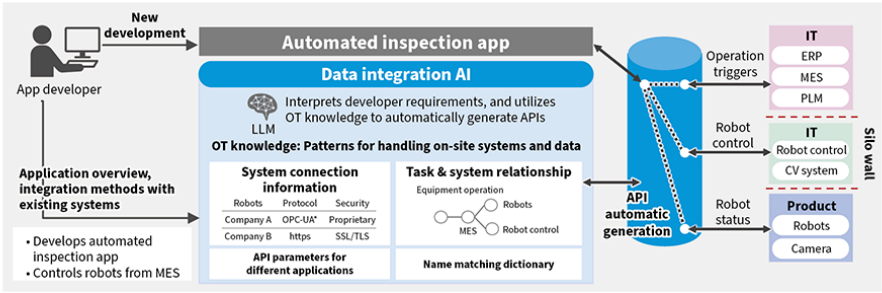 New
development
App developer
Application overview,
integration methods with
existing systems
• Develops automated
inspection app
• Controls robots from MES
Automated inspection app
Data integration AI
LLM
Interprets developer requirements, and utilizes
OT knowledge to automatically generate APIs
OT knowledge: Patterns for handling on-site systems and data
System connection
information
Robots Protocol Security
Company A OPC-UA* Proprietary
Company B https SSL/TLS
API parameters for
different applications
Task & system relationship
Equipment operation
Robots
MES
Robot control
Name matching dictionary
API
automatic
generation
Operation
triggers
Robot
control
Robot
status
IT
ERP
MES
PLM
IT
Robot control
CV system
Product
Robots
Camera
Silo wall